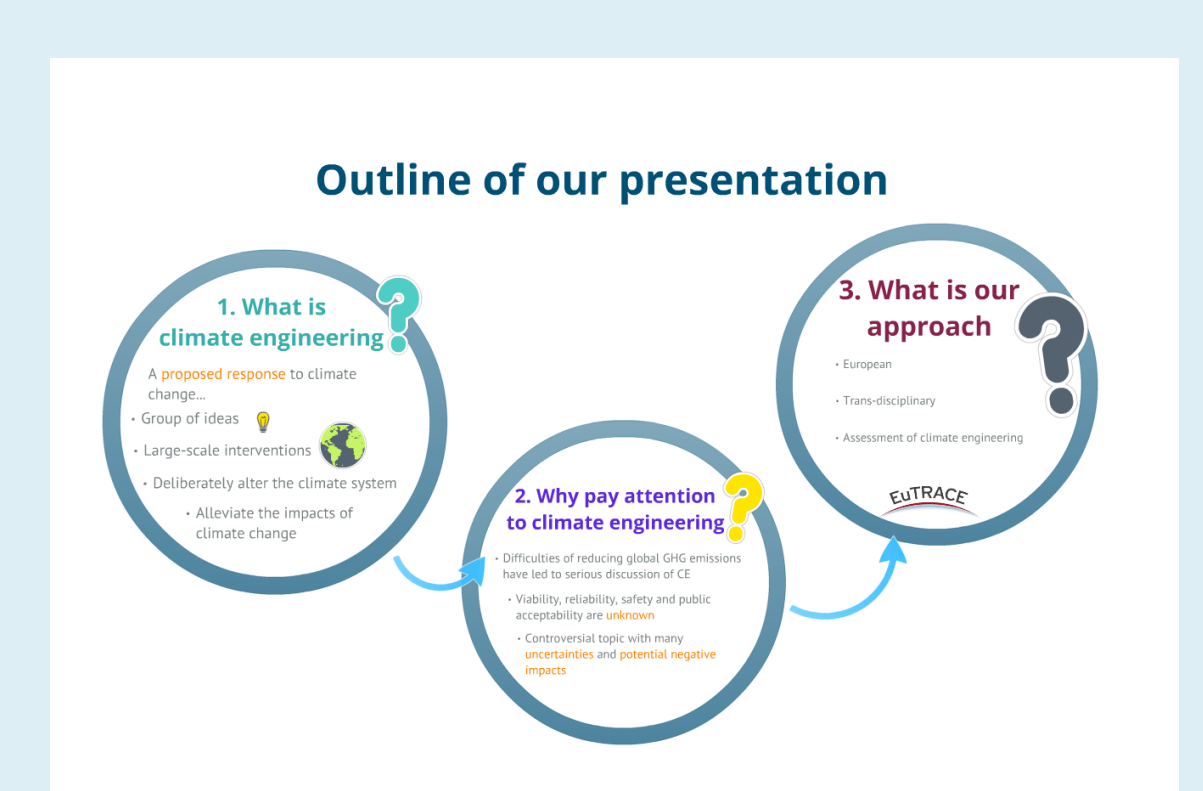 Outline of our presentation
1. What is
climate engineering
?
A proposed response to climate
change...
• Group of ideas
• Large-scale interventions
• Deliberately alter the climate system
• Alleviate the impacts of
climate change
2. Why pay attention
to climate engineering
?
• Difficulties of reducing global GHG emissions
have led to serious discussion of CE
• Viability, reliability, safety and public
acceptability are unknown
• Controversial topic with many
uncertainties and potential negative
impacts
3. What is our
approach
?
• European
• Trans-disciplinary
• Assessment of climate engineering
EuTRACE